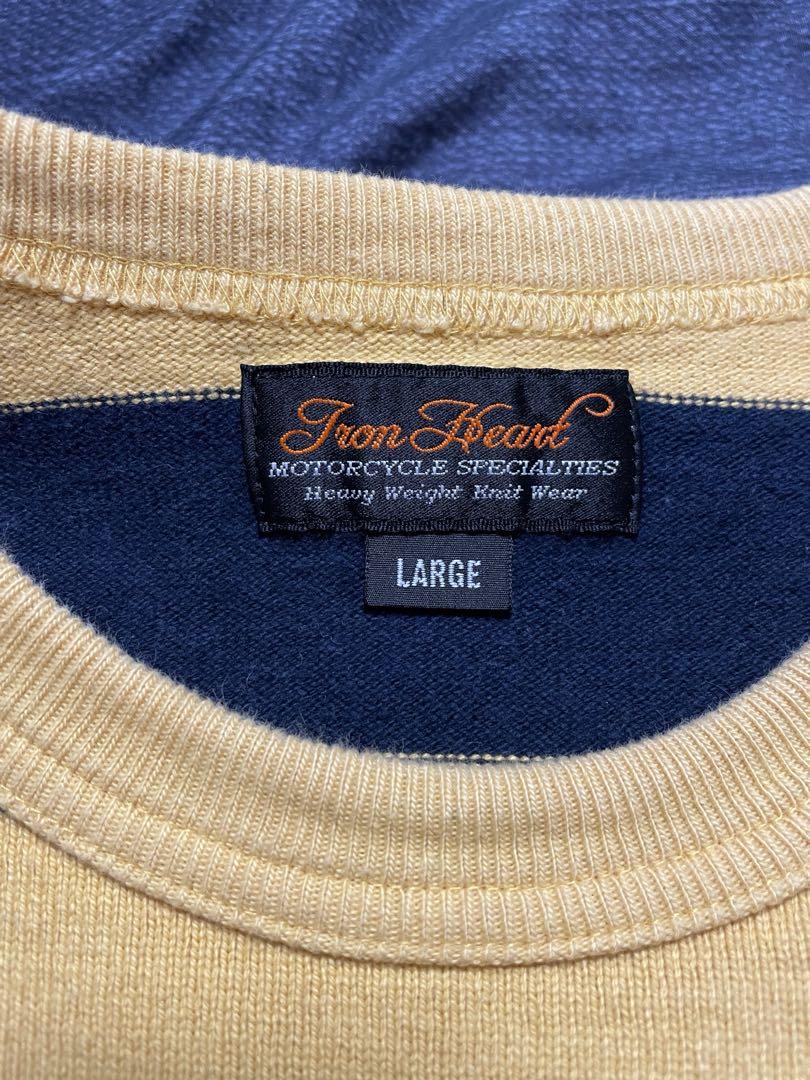 Iron Heart
MOTORCYCLE SPECIALTIES
Heavy Weight Knit Wear
LARGE